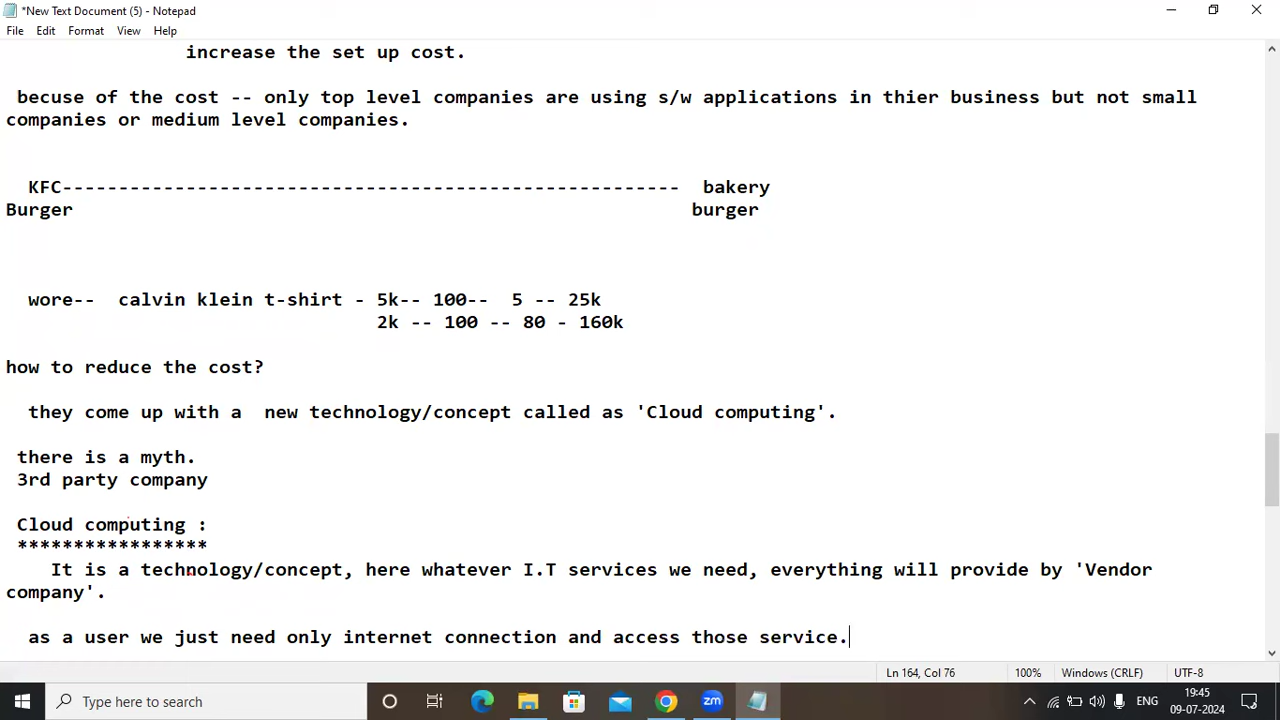 *New Text Document (5) - Notepad
File Edit Format View Help
increase the set up cost.
becuse of the cost -- only top level companies are using s/w applications in thier business but not small
companies or medium level companies.
KFC------------------------------------------------------- bakery
Burger burger
wore-- calvin klein t-shirt - 5k-- 100-- 5 -- 25k
2k -- 100 -- 80 - 160k
how to reduce the cost?
they come up with a new technology/concept called as 'Cloud computing'.
there is a myth.
3rd party company
Cloud computing :
*****************
It is a technology/concept, here whatever I.T services we need, everything will provide by 'Vendor
company'.
as a user we just need only internet connection and access those service.
Ln 164, Col 76 100% Windows (CRLF) UTF-8
Type here to search zm ENG 19:45
09-07-2024